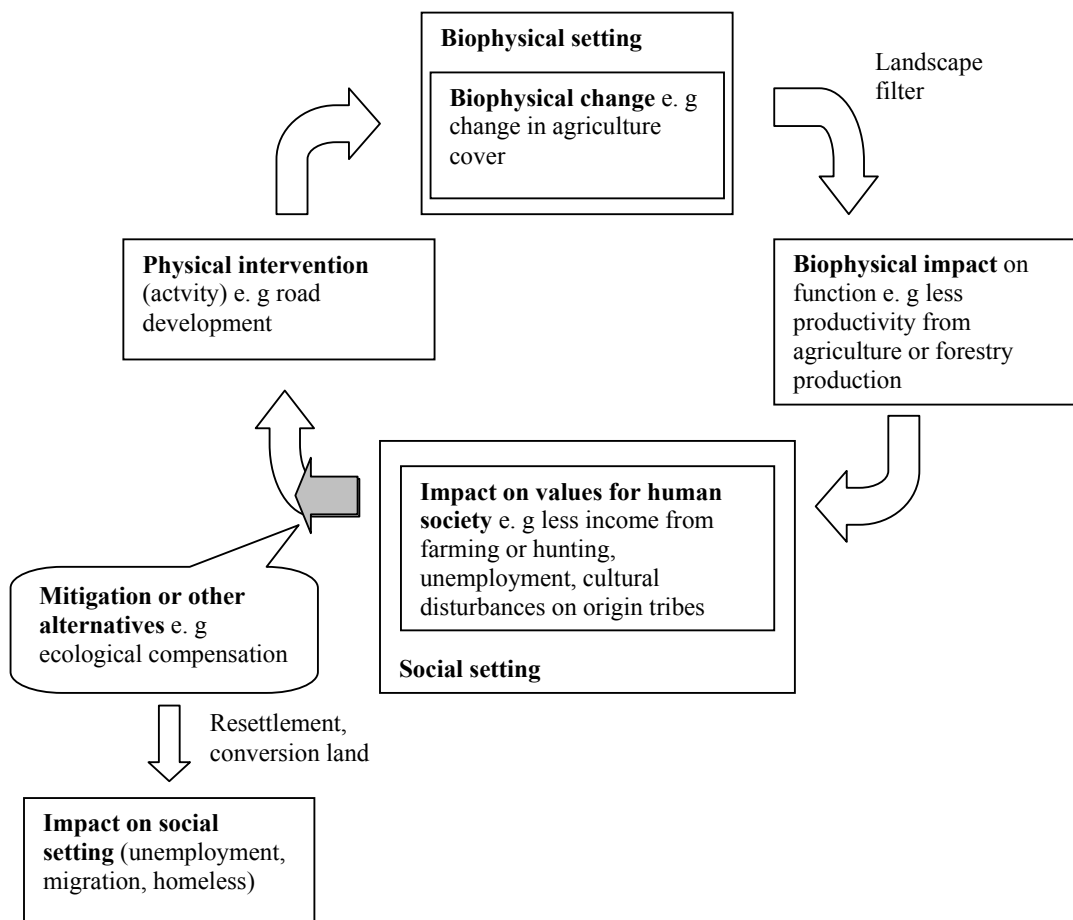 Biophysical setting
Biophysical change e. g
change in agriculture
cover
Landscape
filter
Physical intervention
(actvity) e. g road
development
Biophysical impact on
function e. g less
productivity from
agriculture or forestry
production
Impact on values for human
society e. g less income from
farming or hunting,
unemployment, cultural
disturbances on origin tribes
Social setting
Mitigation or other
alternatives e. g
ecological compensation
Resettlement,
conversion land
Impact on social
setting (unemployment,
migration, homeless)